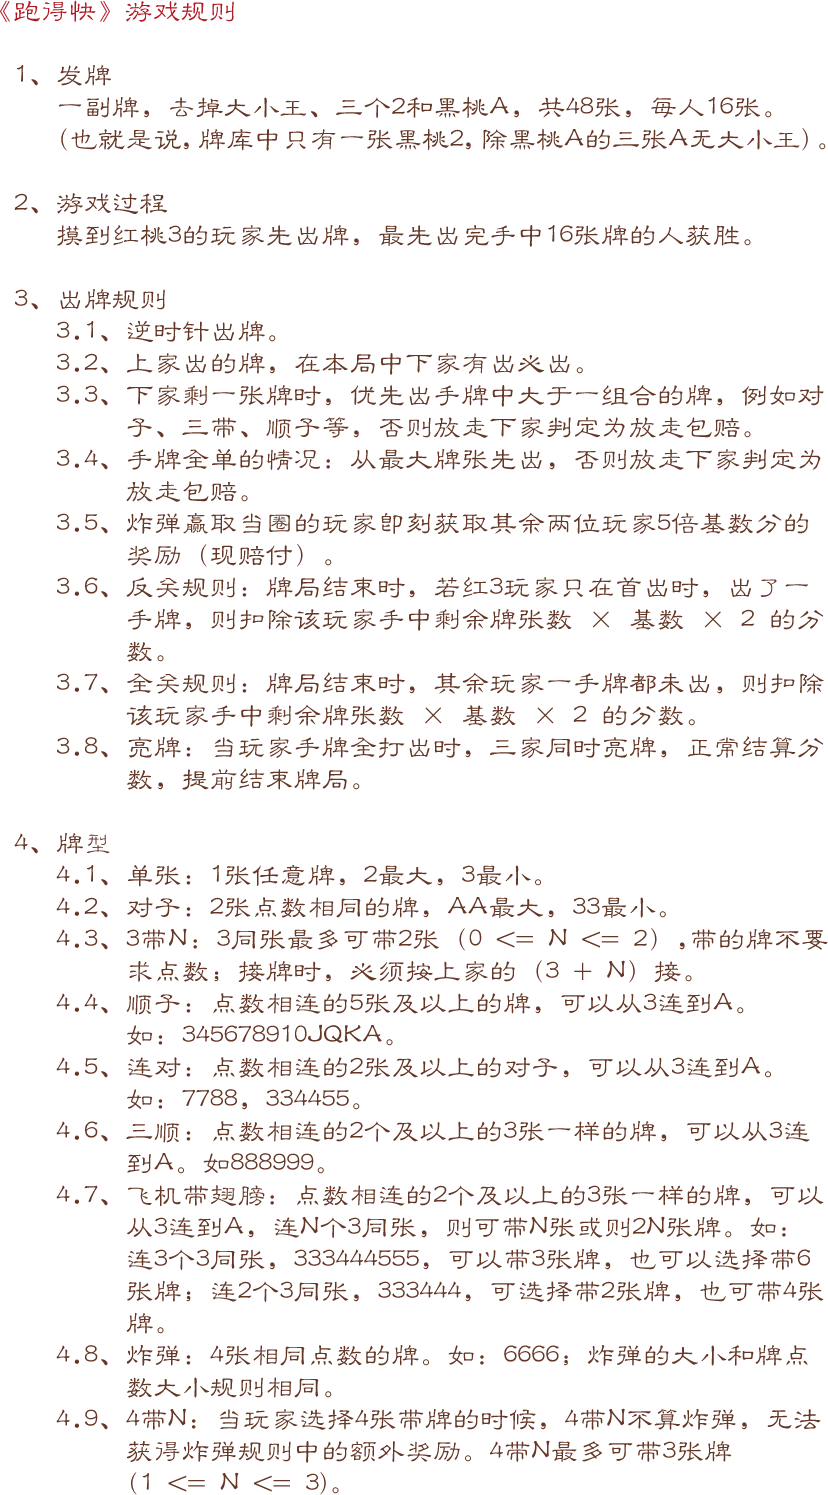 《跑得快》游戏规则
1、发牌
一副牌，去掉大小王、三个2和黑桃A，共48张，每人16张。
(也就是说，牌库中只有一张黑桃2，除黑桃A的三张A无大小王)。
2、游戏过程
摸到红桃3的玩家先出牌，最先出完手中16张牌的人获胜。
3、出牌规则
3.1、逆时针出牌。
3.2、上家出的牌，在本局中下家有出必出。
3.3、下家剩一张牌时，优先出手牌中大于一组合的牌，例如对
子、三带、顺子等，否则放走下家判定为放走包赔。
3.4、手牌全单的情况：从最大牌张先出，否则放走下家判定为
放走包赔。
3.5、炸弹赢取当圈的玩家即刻获取其余两位玩家5倍基数分的
奖励（现赔付）。
3.6、反关规则：牌局结束时，若红3玩家只在首出时，出了一
手牌，则扣除该玩家手中剩余牌张数 × 基数 × 2 的分
数。
3.7、全关规则：牌局结束时，其余玩家一手牌都未出，则扣除
该玩家手中剩余牌张数 × 基数 × 2 的分数。
3.8、亮牌：当玩家手牌全打出时，三家同时亮牌，正常结算分
数，提前结束牌局。
4、牌型
4.1、单张：1张任意牌，2最大，3最小。
4.2、对子：2张点数相同的牌，AA最大，33最小。
4.3、3带N：3同张最多可带2张（0 <= N <= 2）,带的牌不要
求点数；接牌时，必须按上家的（3 + N）接。
4.4、顺子：点数相连的5张及以上的牌，可以从3连到A。
如：345678910JQKA。
4.5、连对：点数相连的2张及以上的对子，可以从3连到A。
如：7788，334455。
4.6、三顺：点数相连的2个及以上的3张一样的牌，可以从3连
到A。如888999。
4.7、飞机带翅膀：点数相连的2个及以上的3张一样的牌，可以
从3连到A，连N个3同张，则可带N张或则2N张牌。如：
连3个3同张，333444555，可以带3张牌，也可以选择带6
张牌；连2个3同张，333444，可选择带2张牌，也可带4张
牌。
4.8、炸弹：4张相同点数的牌。如：6666；炸弹的大小和牌点
数大小规则相同。
4.9、4带N：当玩家选择4张带牌的时候，4带N不算炸弹，无法
获得炸弹规则中的额外奖励。4带N最多可带3张牌
(1 <= N <= 3)。